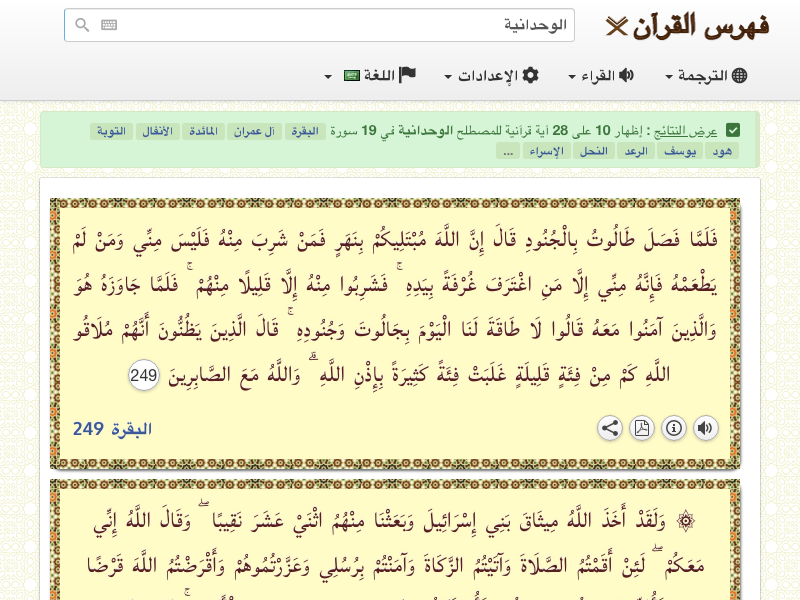 فهرس القرآن
الوحدانية
الترجمة القراء الإعدادات اللغة
عرض النتائج : إظهار 10 على 28 آية قرآنية للمصطلح الوحدانية في 19 سورة البقرة آل عمران المائدة الأنفال التوبة
هود يوسف الرعد النحل الإسراء ...
فَلَمَّا فَصَلَ طَالُوتُ بِالْجُنُودِ قَالَ إِنَّ اللَّهَ مُبْتَلِيكُمْ بِنَهَرٍ فَمَنْ شَرِبَ مِنْهُ فَلَيْسَ مِنِّي وَمَنْ لَمْ
يَطْعَمْهُ فَإِنَّهُ مِنِّي إِلَّا مَنِ اغْتَرَفَ غُرْفَةً بِيَدِهِ ۚ فَشَرِبُوا مِنْهُ إِلَّا قَلِيلًا مِنْهُمْ ۚ فَلَمَّا جَاوَزَهُ هُوَ
وَالَّذِينَ آمَنُوا مَعَهُ قَالُوا لَا طَاقَةَ لَنَا الْيَوْمَ بِجَالُوتَ وَجُنُودِهِ ۚ قَالَ الَّذِينَ يَظُنُّونَ أَنَّهُمْ مُلَاقُو
اللَّهِ كَمْ مِنْ فِئَةٍ قَلِيلَةٍ غَلَبَتْ فِئَةً كَثِيرَةً بِإِذْنِ اللَّهِ ۗ وَاللَّهُ مَعَ الصَّابِرِينَ 249
البقرة 249
۞ وَلَقَدْ أَخَذَ اللَّهُ مِيثَاقَ بَنِي إِسْرَائِيلَ وَبَعَثْنَا مِنْهُمُ اثْنَيْ عَشَرَ نَقِيبًا ۖ وَقَالَ اللَّهُ إِنِّي
مَعَكُمْ ۖ لَئِنْ أَقَمْتُمُ الصَّلَاةَ وَآتَيْتُمُ الزَّكَاةَ وَآمَنْتُمْ بِرُسُلِي وَعَزَّرْتُمُوهُمْ وَأَقْرَضْتُمُ اللَّهَ قَرْضًا